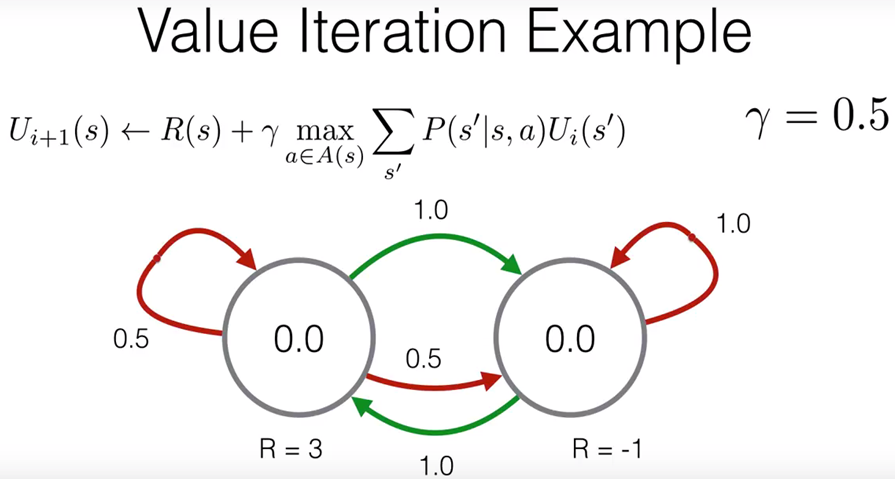 Value Iteration Example
U_{i+1}(s) ← R(s) + γ max_{a∈A(s)} ∑_{s'} P(s'|s, a)U_i(s')
γ = 0.5
1.0
1.0
0.5
0.0
0.5
0.0
R = 3
1.0
R = -1